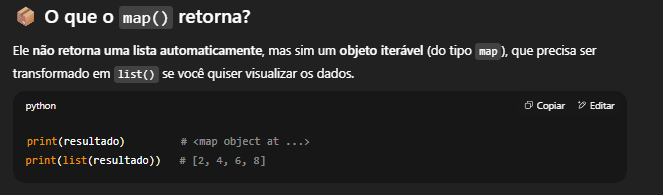 📦 O que o map() retorna?
Ele não retorna uma lista automaticamente, mas sim um objeto iterável (do tipo map), que precisa ser
transformado em list() se você quiser visualizar os dados.
python Copiar Editar
print(resultado)         # <map object at ...>
print(list(resultado))   # [2, 4, 6, 8]